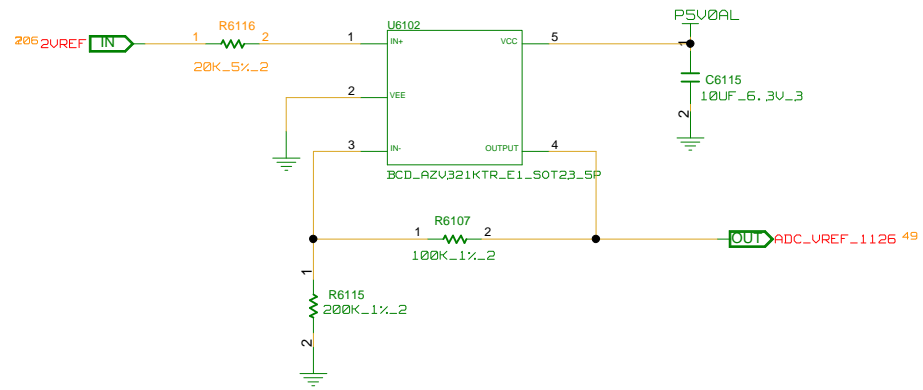 R6116
U6102
P5V0AL
206 2VREF IN
1 2 1 IN+ VCC 5 1
20K_5%_2
C6115
10UF_6.3V_3
2 VEE 2
3 IN- OUTPUT 4
BCD_AZV321KTR_E1_SOT23_5P
R6107
1 2 OUT ADC_VREF_1126 49
100K_1%_2
1
R6115
200K_1%_2
2